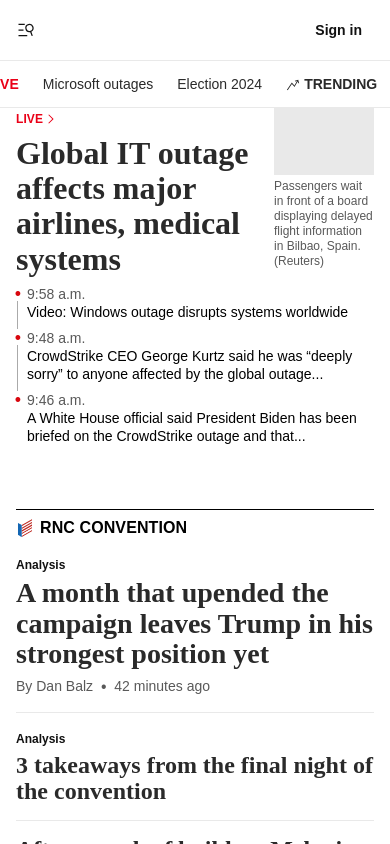 Sign in
VE Microsoft outages Election 2024 TRENDING
LIVE
Global IT outage
affects major
airlines, medical
systems
Passengers wait
in front of a board
displaying delayed
flight information
in Bilbao, Spain.
(Reuters)
9:58 a.m.
Video: Windows outage disrupts systems worldwide
9:48 a.m.
CrowdStrike CEO George Kurtz said he was “deeply
sorry” to anyone affected by the global outage...
9:46 a.m.
A White House official said President Biden has been
briefed on the CrowdStrike outage and that...
RNC CONVENTION
Analysis
A month that upended the
campaign leaves Trump in his
strongest position yet
By Dan Balz • 42 minutes ago
Analysis
3 takeaways from the final night of
the convention